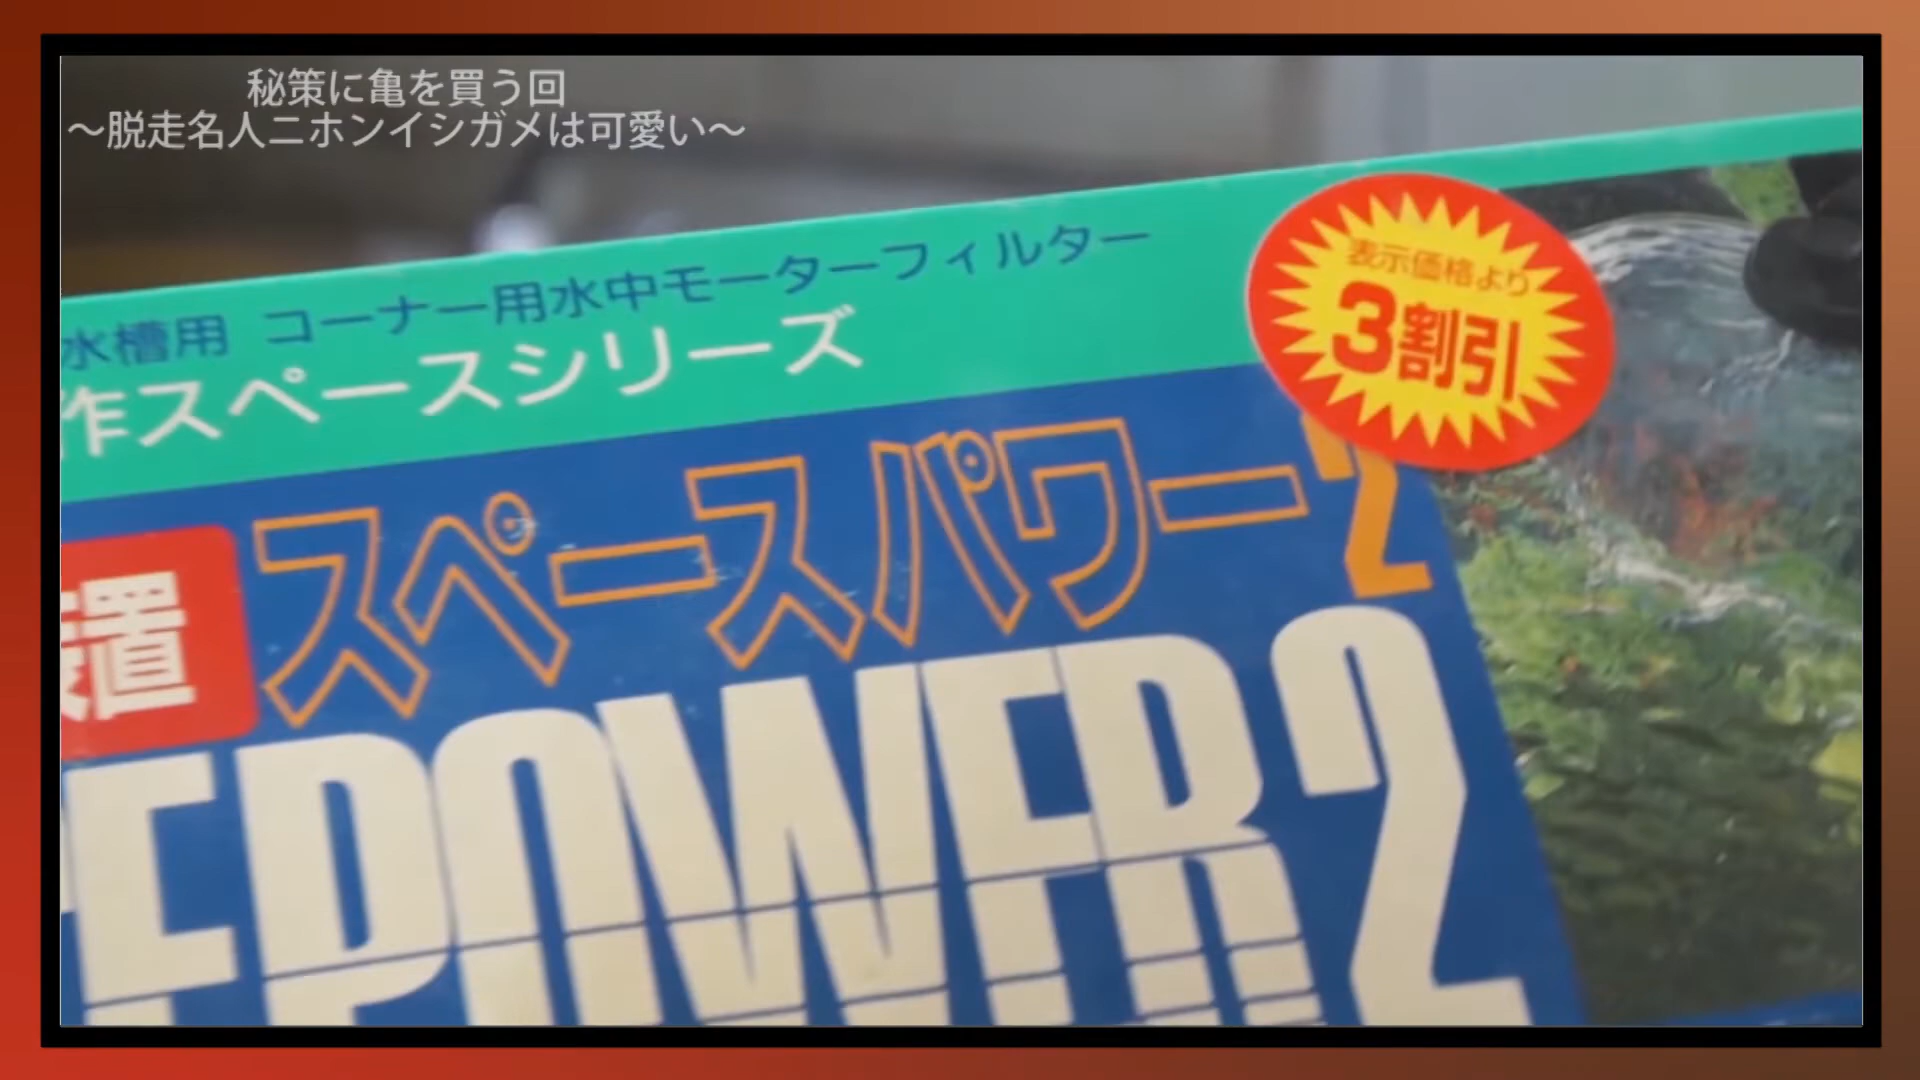 秘策に亀を買う回
〜脱走名人ニホンイシガメは可愛い〜
水槽用 コーナー用水中モーターフィルター
作スペースシリーズ
表示価格より
3割引
置
スペースパワー2
EPOWER2